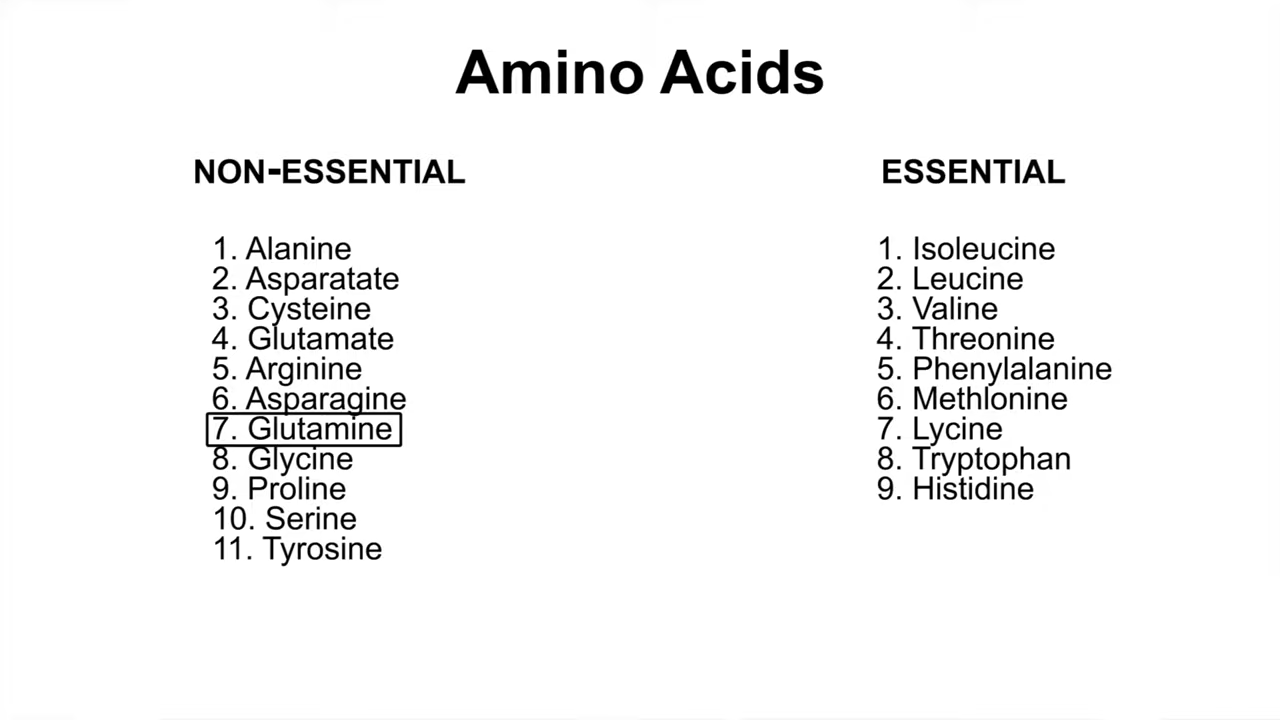 Amino Acids
NON-ESSENTIAL
1. Alanine
2. Asparatate
3. Cysteine
4. Glutamate
5. Arginine
6. Asparagine
7. Glutamine
8. Glycine
9. Proline
10. Serine
11. Tyrosine
ESSENTIAL
1. Isoleucine
2. Leucine
3. Valine
4. Threonine
5. Phenylalanine
6. Methlonine
7. Lycine
8. Tryptophan
9. Histidine